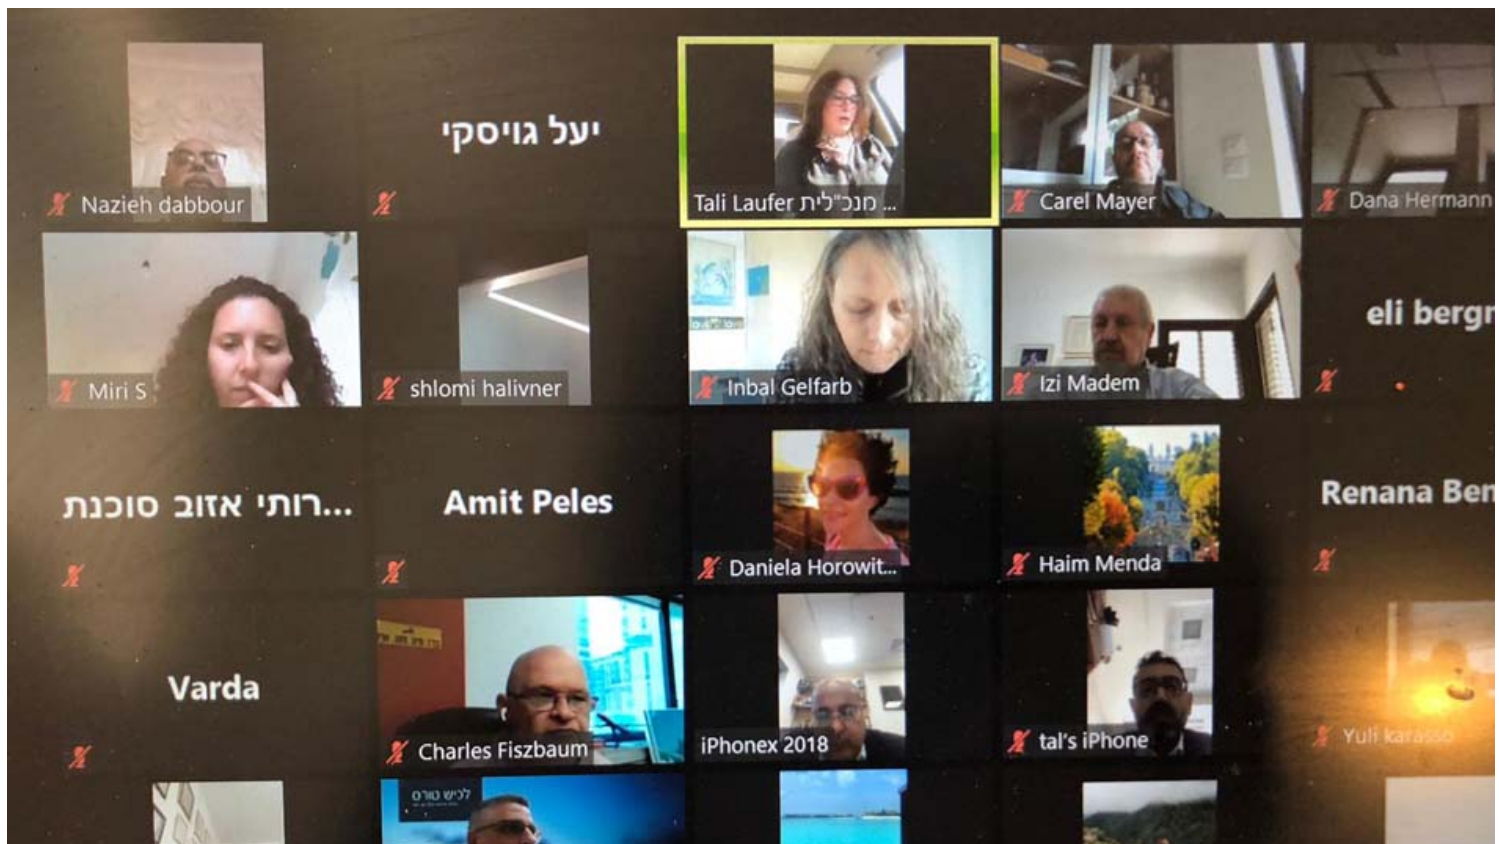 Nazieh dabbour
יעל גויסקי
Tali Laufer מנכ"לית ...
Carel Mayer
Dana Hermann
Miri S
shlomi halivner
Inbal Gelfarb
Izi Madem
eli bergr
רותי אזוב סוכנת...
Amit Peles
Daniela Horowit...
Haim Menda
Renana Ben
Varda
Charles Fiszbaum
iPhonex 2018
tal's iPhone
Yuli karasso
לכיש טורס